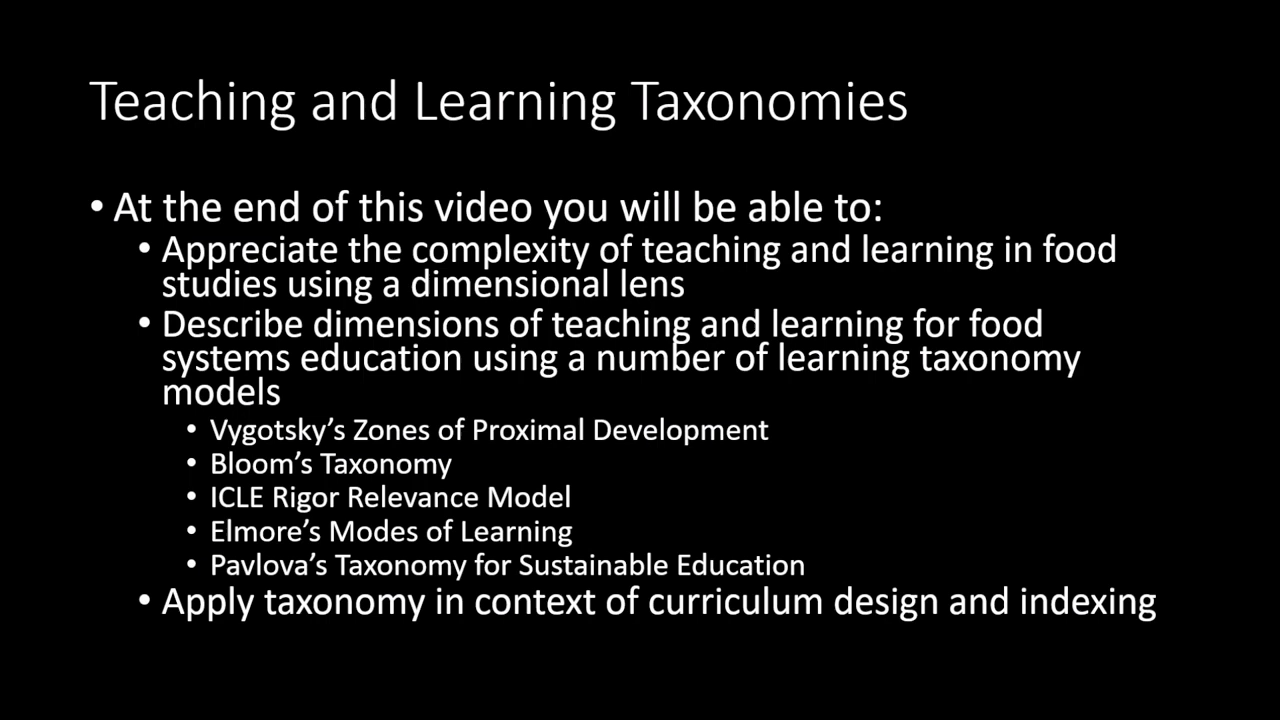 Teaching and Learning Taxonomies
• At the end of this video you will be able to:
• Appreciate the complexity of teaching and learning in food
studies using a dimensional lens
• Describe dimensions of teaching and learning for food
systems education using a number of learning taxonomy
models
• Vygotsky’s Zones of Proximal Development
• Bloom’s Taxonomy
• ICLE Rigor Relevance Model
• Elmore’s Modes of Learning
• Pavlova’s Taxonomy for Sustainable Education
• Apply taxonomy in context of curriculum design and indexing